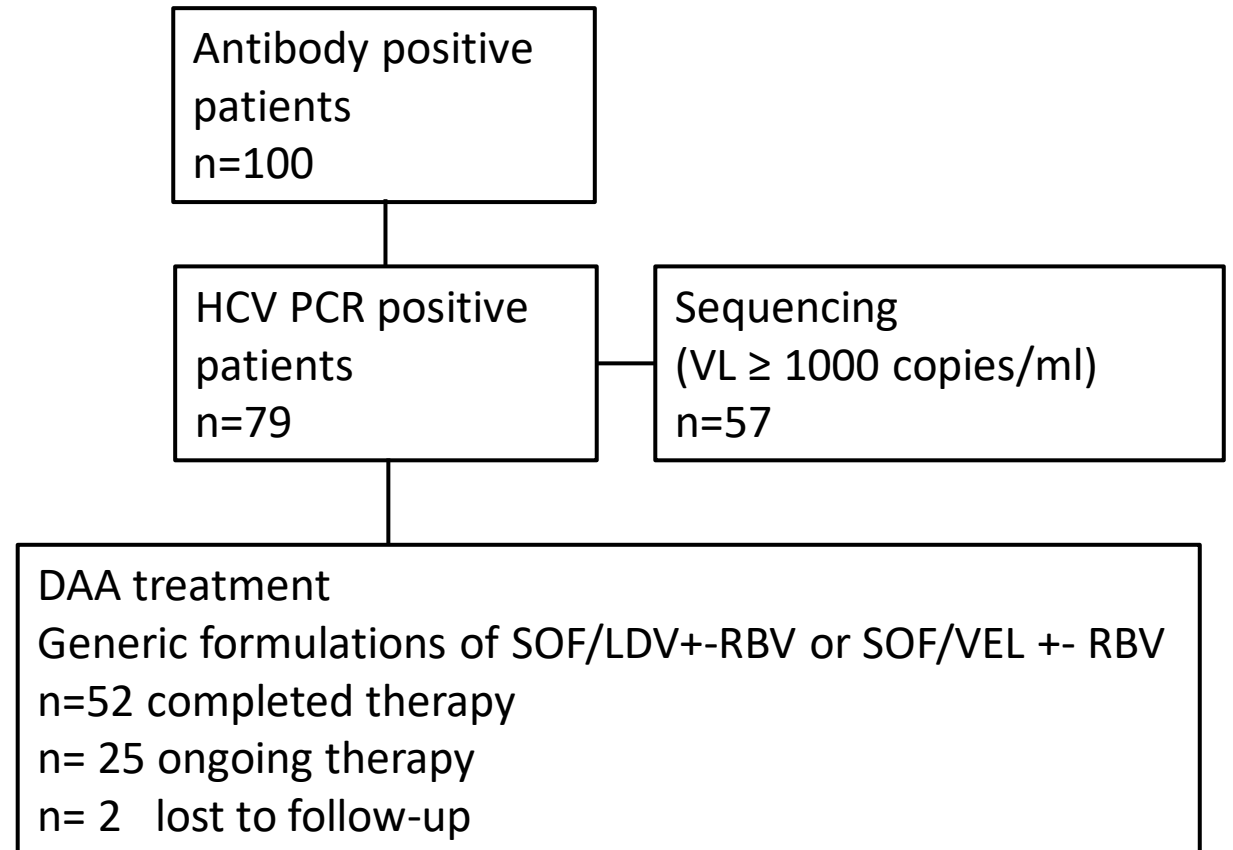 Antibody positive
patients
n=100
HCV PCR positive
patients
n=79
Sequencing
(VL ≥ 1000 copies/ml)
n=57
DAA treatment
Generic formulations of SOF/LDV+-RBV or SOF/VEL +- RBV
n=52 completed therapy
n= 25 ongoing therapy
n= 2 lost to follow-up